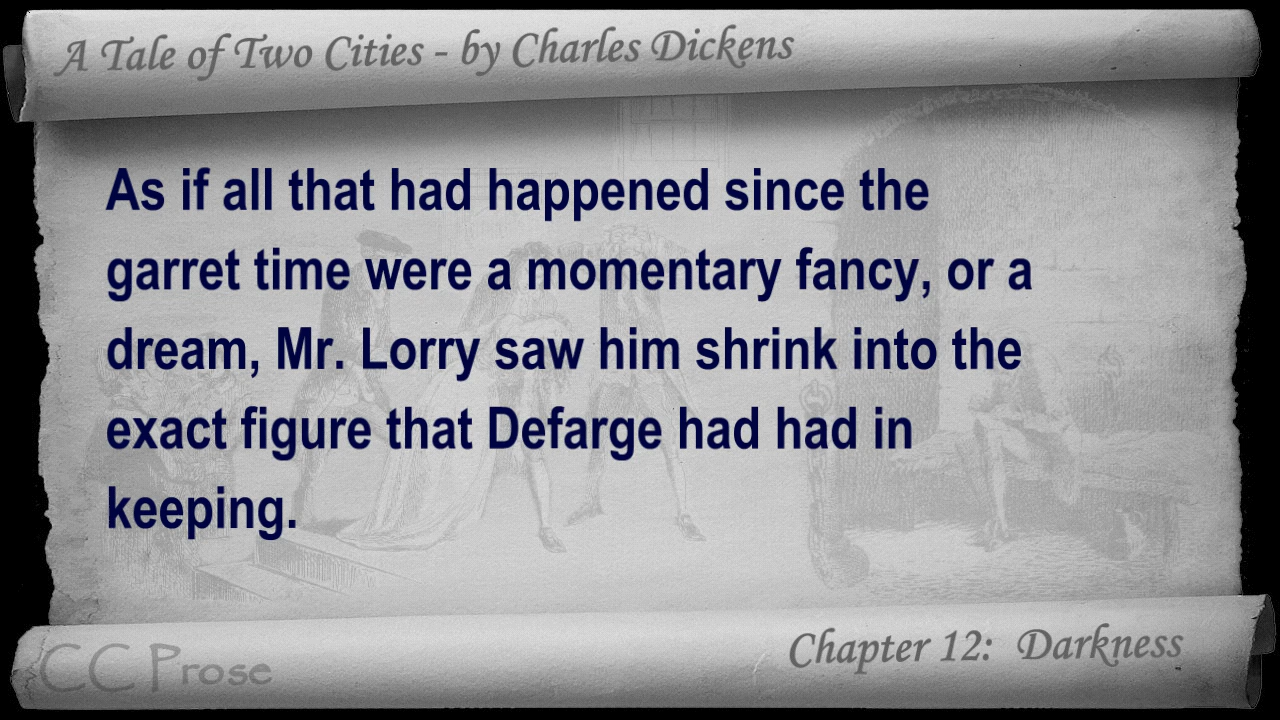 A Tale of Two Cities - by Charles Dickens
As if all that had happened since the
garret time were a momentary fancy, or a
dream, Mr. Lorry saw him shrink into the
exact figure that Defarge had had in
keeping.
Chapter 12: Darkness
CC Prose